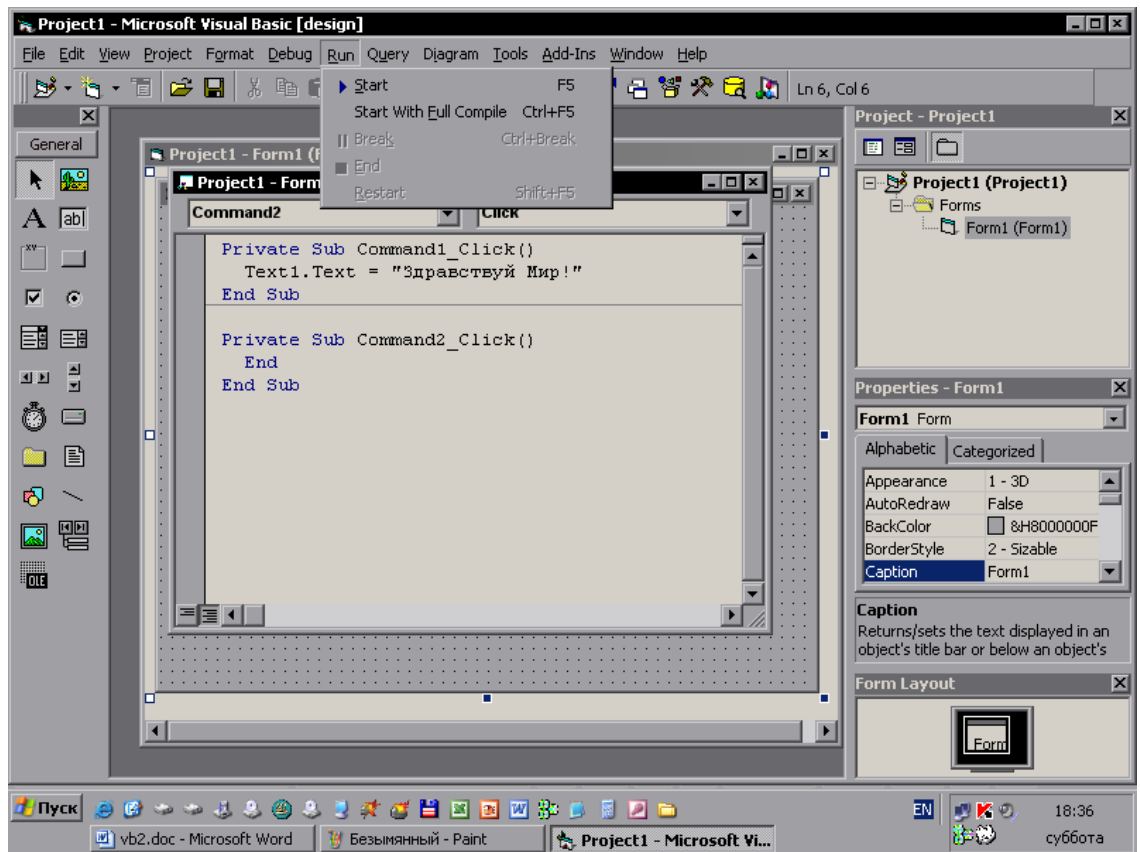 Project1 - Microsoft Visual Basic [design]
File Edit View Project Format Debug Run Query Diagram Tools Add-Ins Window Help
Ln 6, Col 6
Start F5
Start With Full Compile Ctrl+F5
Break Ctrl+Break
End
Restart Shift+F5
General
A ab
xv
OLE
Project1 - Form1
Project1 - Form
Command2
Click
Private Sub Command1_Click()
Text1.Text = "Здравствуй Мир!"
End Sub
Private Sub Command2_Click()
End
End Sub
Project - Project1
Project1 (Project1)
Forms
Form1 (Form1)
Properties - Form1
Form1 Form
Alphabetic Categorized
Appearance 1 - 3D
AutoRedraw False
BackColor &H8000000F
BorderStyle 2 - Sizable
Caption Form1
Caption
Returns/sets the text displayed in an
object's title bar or below an object's
Form Layout
Form
Пуск
EN
18:36
vb2.doc - Microsoft Word
Безымянный - Paint
Project1 - Microsoft Vi...
суббота